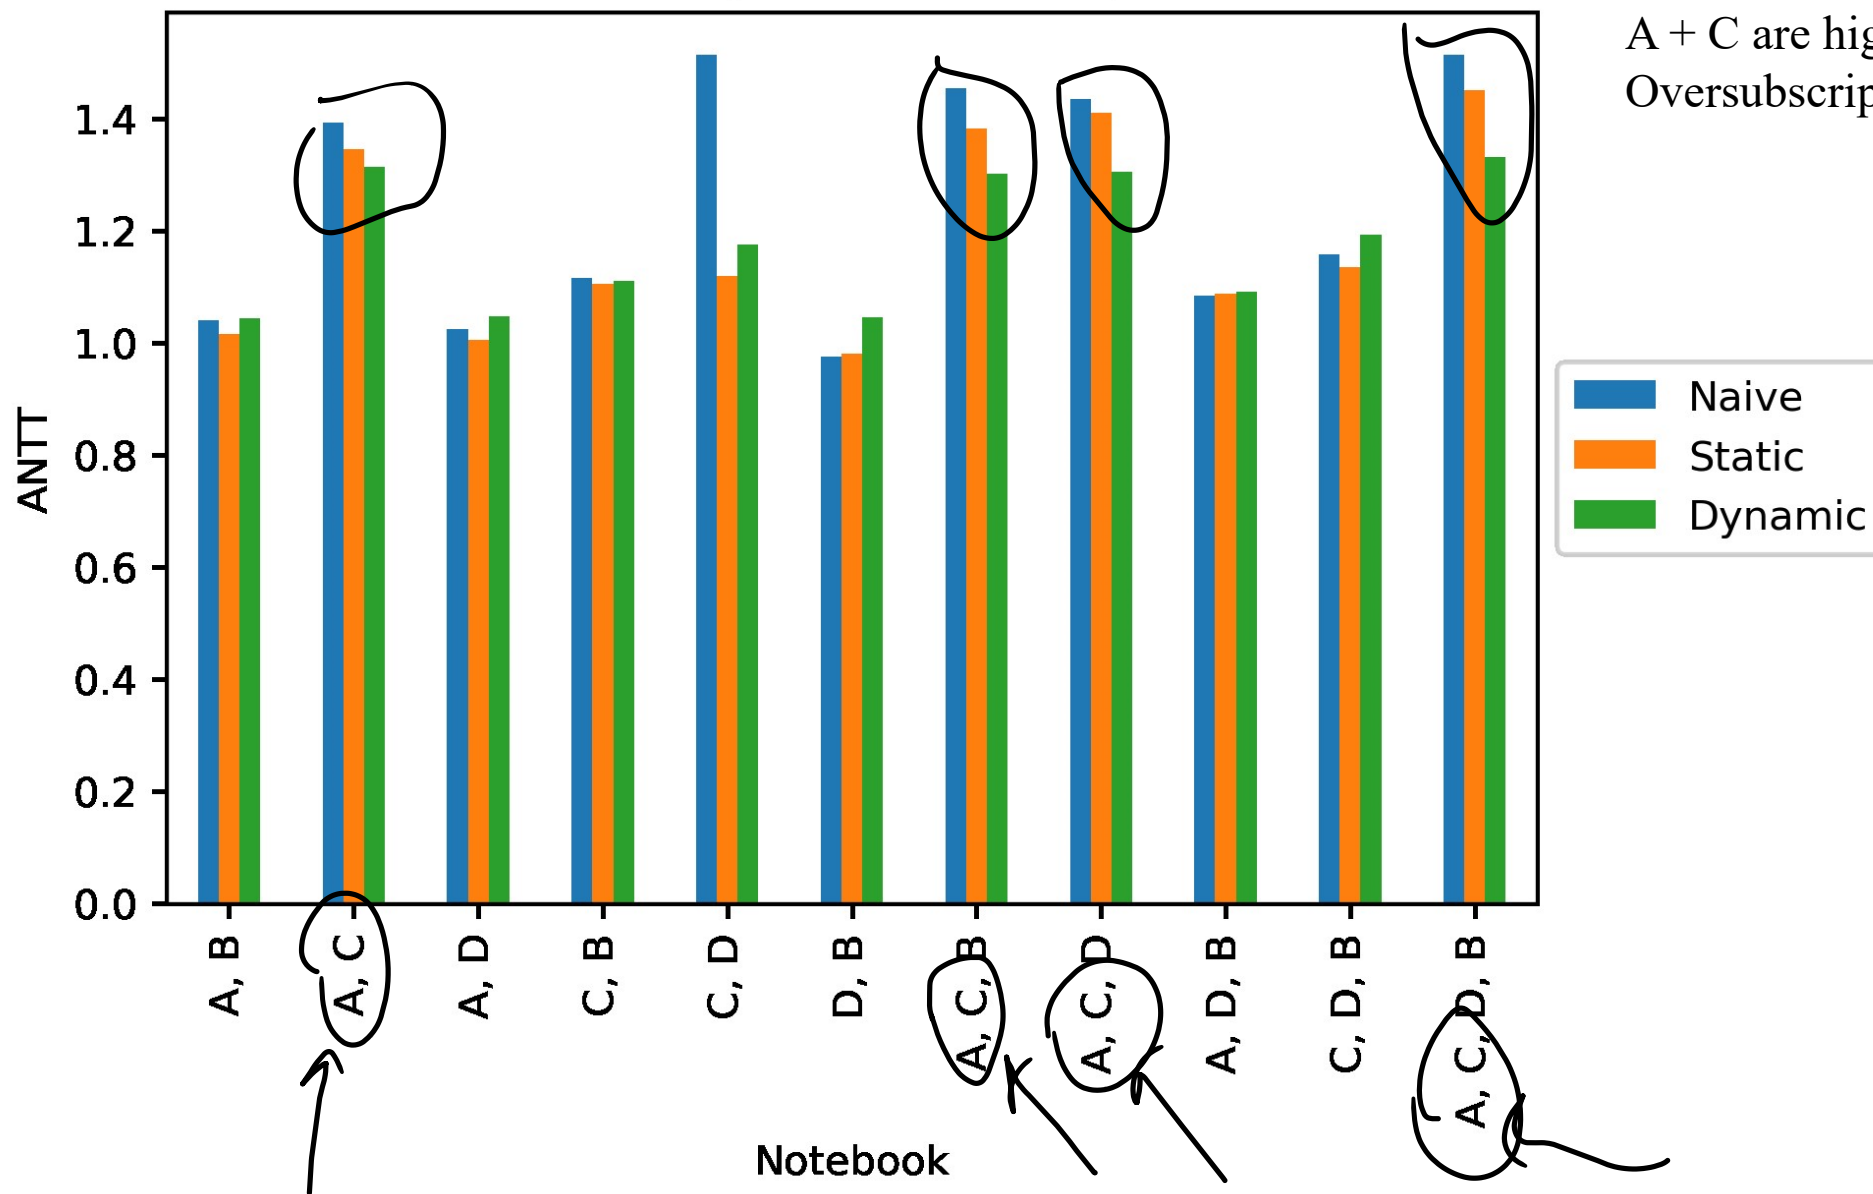 A + C are
Oversubscrip
1.4
1.2
1.0
0.8
0.6
0.4
0.2
0.0
ANTT
Naive
Static
Dynamic
A, B
A, C
A, D
C, B
C, D
D, B
A, C, B
A, C, D
A, D, B
C, D, B
A, C, D, B
Notebook